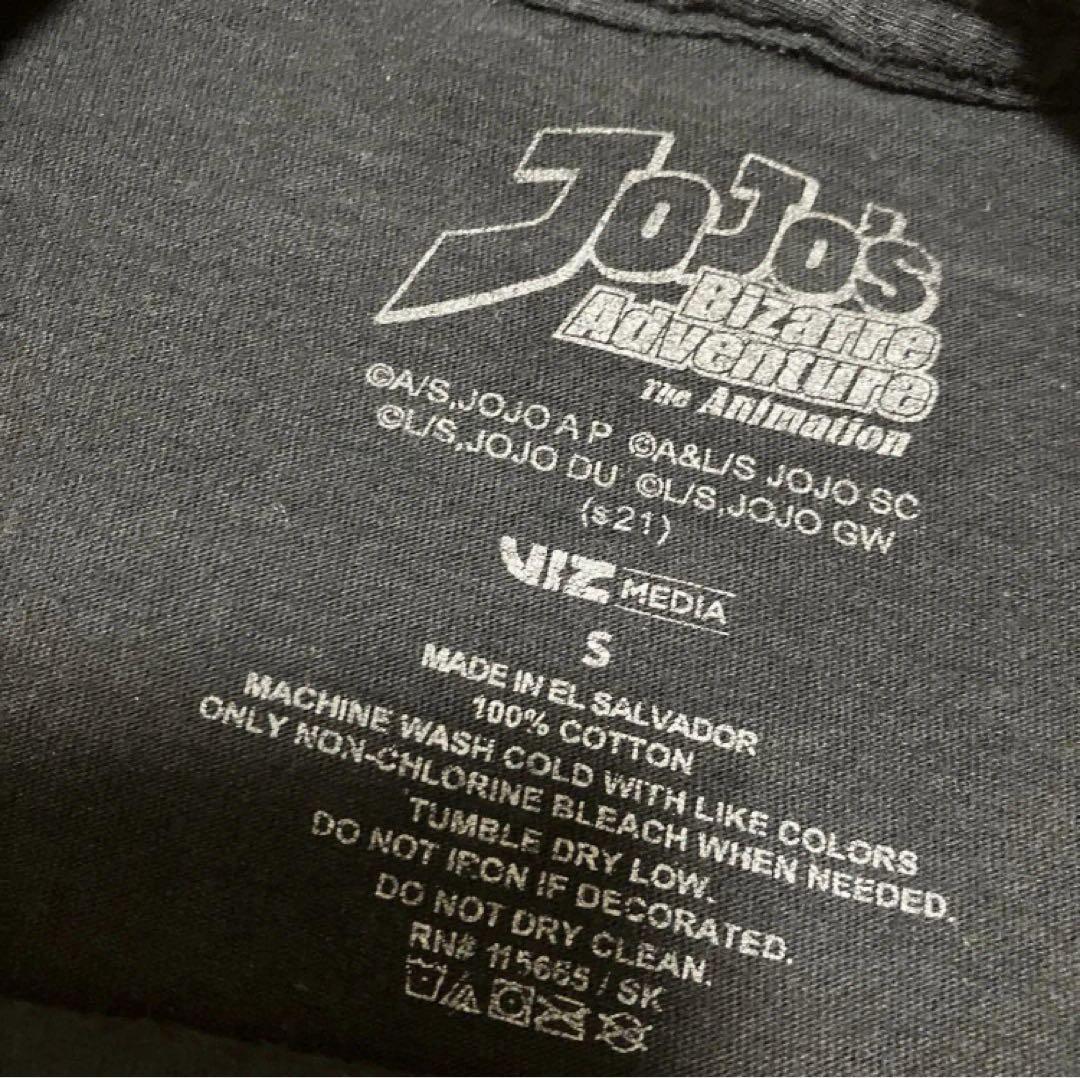 JoJo's
Bizarre
Adventure
The Animation
©A/S,JOJO A P ©A&L/S JOJO SC
©L/S,JOJO DU ©L/S,JOJO GW
(s21)
VIZ MEDIA
S
MADE IN EL SALVADOR
100% COTTON
MACHINE WASH COLD WITH LIKE COLORS
ONLY NON-CHLORINE BLEACH WHEN NEEDED.
TUMBLE DRY LOW.
DO NOT IRON IF DECORATED.
DO NOT DRY CLEAN.
RN# 115665 / SK